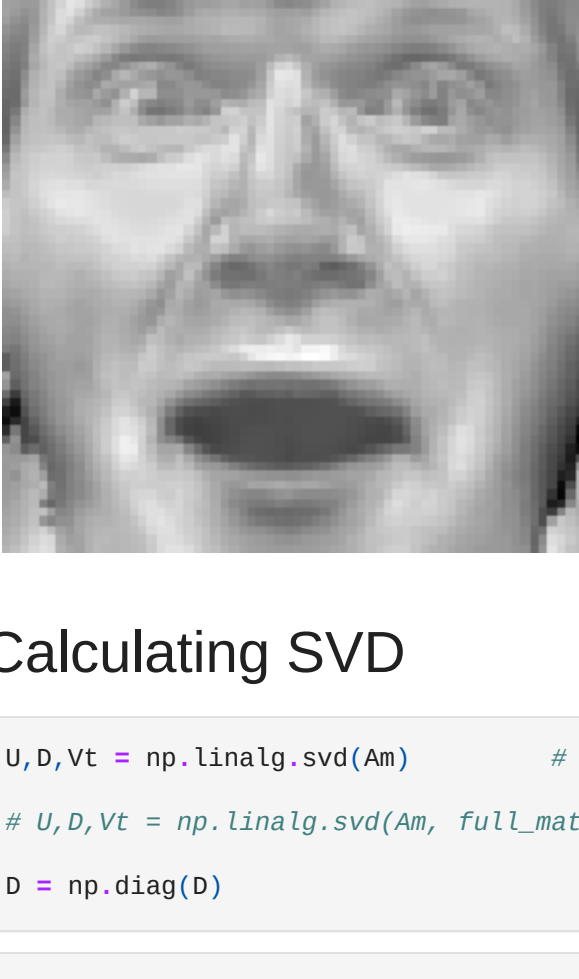 Calculating SVD
U,D,Vt = np.linalg.svd(Am) #
# U,D,Vt = np.linalg.svd(Am, full_mat
D = np.diag(D)